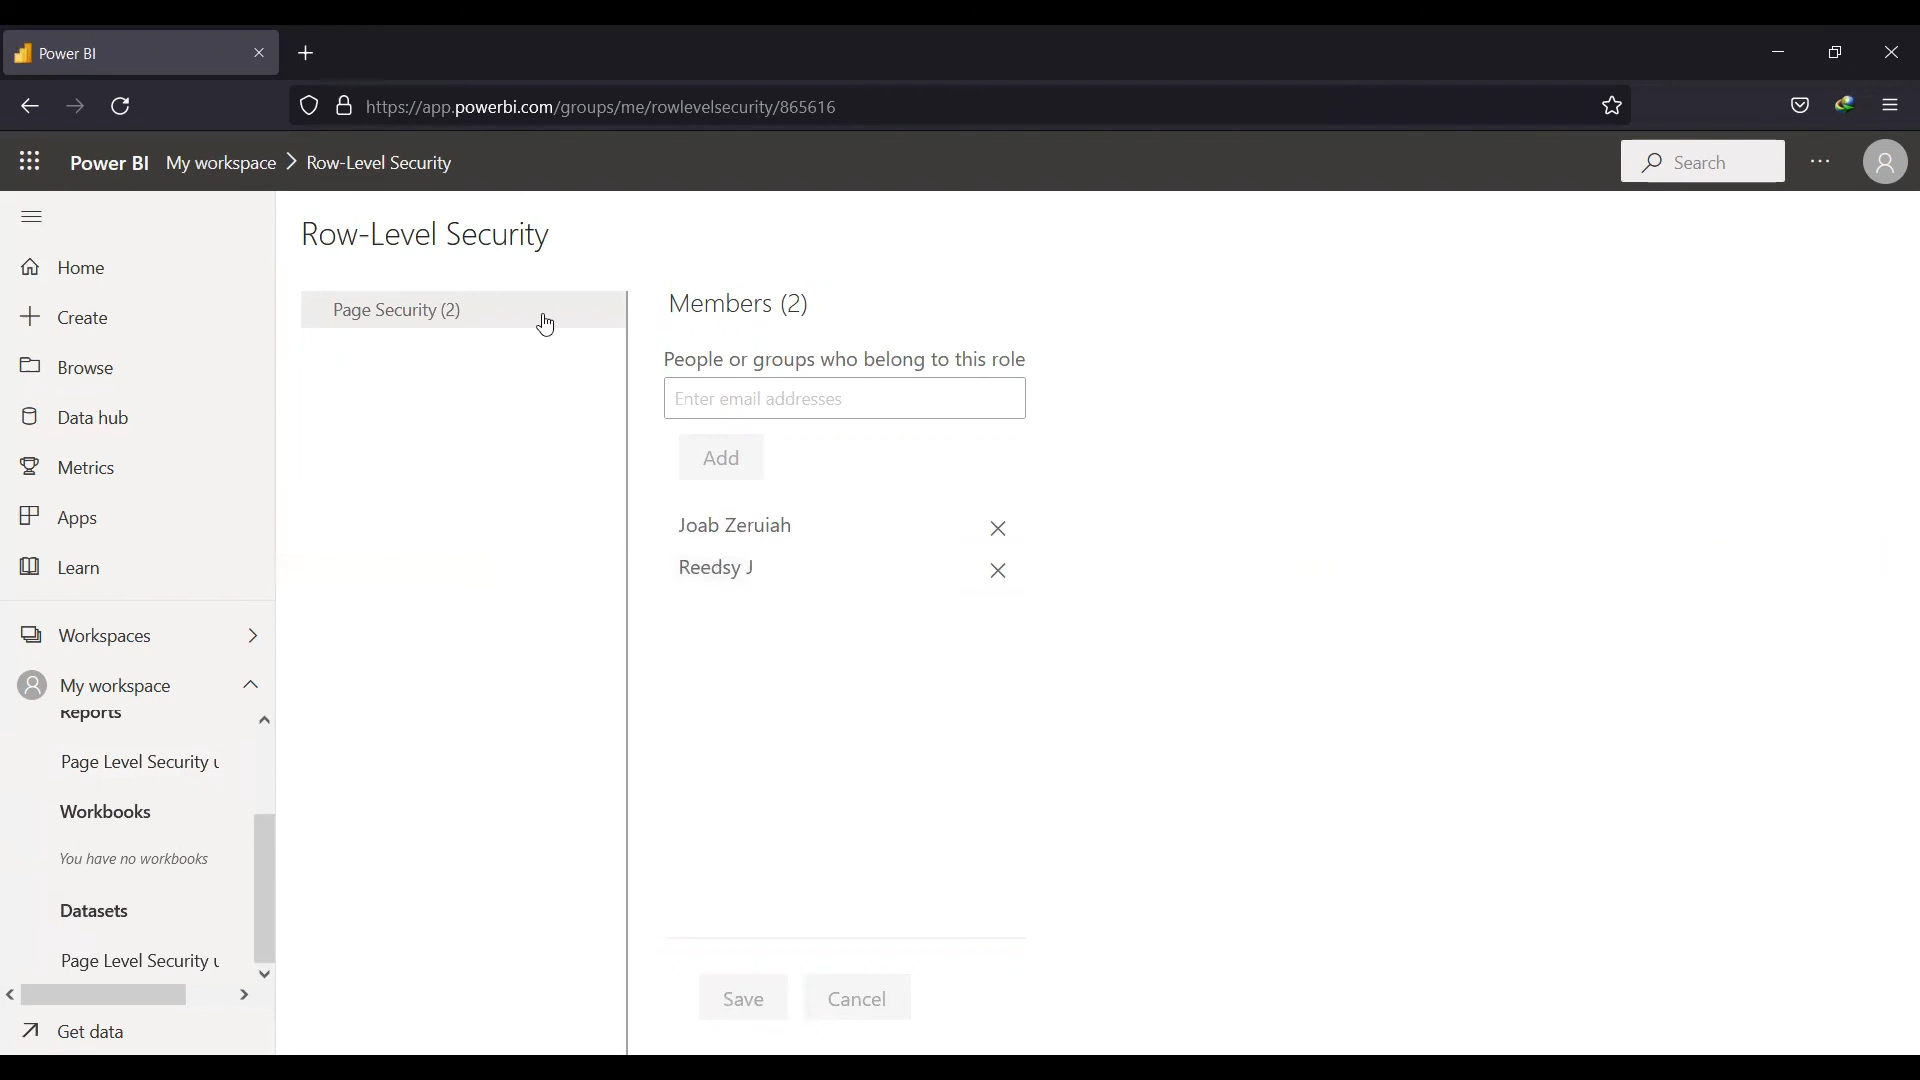 Power BI
https://app.powerbi.com/groups/me/rowlevelsecurity/865616
Power BI My workspace Row-Level Security
Search
Row-Level Security
Home
Create
Browse
Data hub
Metrics
Apps
Learn
Workspaces
My workspace
Reports
Page Level Security u
Workbooks
You have no workbooks
Datasets
Page Level Security u
Get data
Page Security (2)
Members (2)
People or groups who belong to this role
Enter email addresses
Add
Joab Zeruiah
Reedsy J
Save Cancel